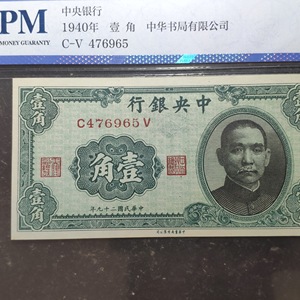 PM
MONEY GUARANTY
中央银行
1940年 壹 角 中华书局有限公司
C-V 476965
行銀央中
C476965V
壹角
壹角
角壹
壹角
年九十二國民華中